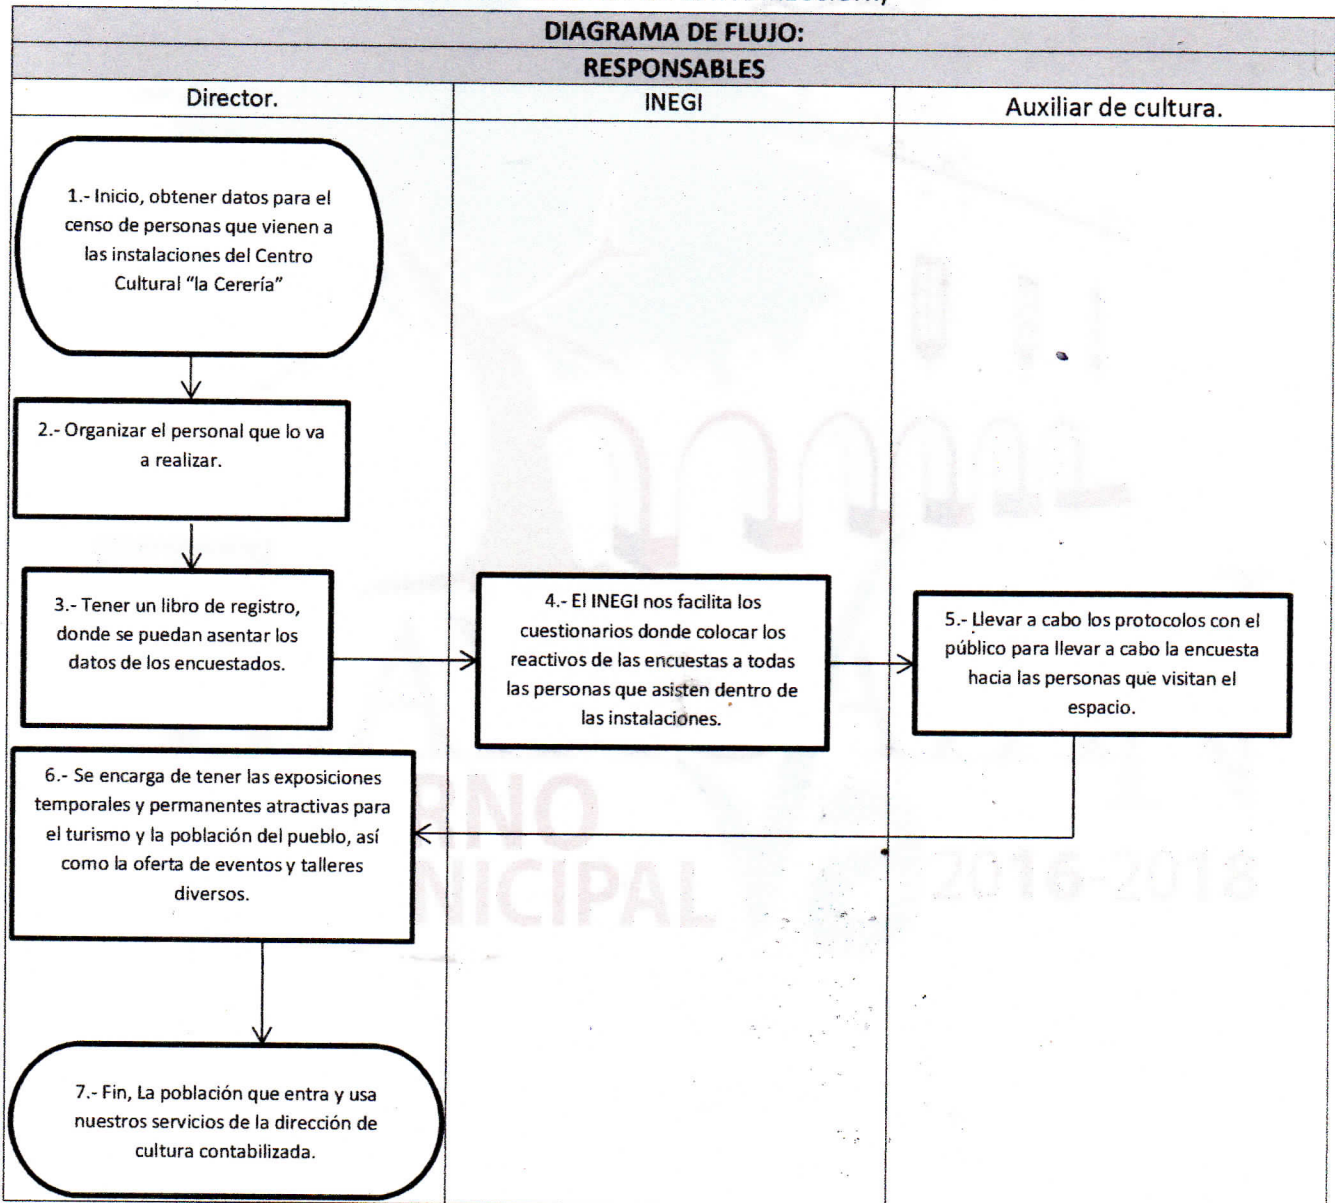 DIAGRAMA DE FLUJO:
RESPONSABLES
Director.
INEGI
Auxiliar de cultura.
1.- Inicio, obtener datos para el
censo de personas que vienen a
las instalaciones del Centro
Cultural “la Cerería”
2.- Organizar el personal que lo va
a realizar.
3.- Tener un libro de registro,
donde se puedan asentar los
datos de los encuestados.
4.- El INEGI nos facilita los
cuestionarios donde colocar los
reactivos de las encuestas a todas
las personas que asisten dentro de
las instalaciones.
5.- Llevar a cabo los protocolos con el
público para llevar a cabo la encuesta
hacia las personas que visitan el
espacio.
6.- Se encarga de tener las exposiciones
temporales y permanentes atractivas para
el turismo y la población del pueblo, así
como la oferta de eventos y talleres
diversos.
RNO
NICIPAL
2016-2018
7.- Fin, La población que entra y usa
nuestros servicios de la dirección de
cultura contabilizada.